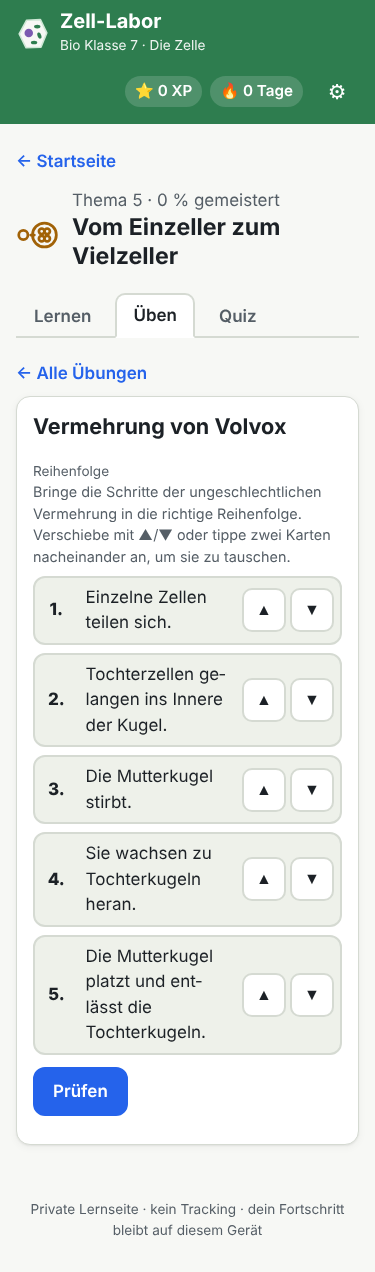 Zell-Labor
Bio Klasse 7 · Die Zelle
⭐ 0 XP
🔥 0 Tage
⚙
← Startseite
Thema 5 · 0 % gemeistert
Vom Einzeller zum
Vielzeller
Lernen
Üben
Quiz
← Alle Übungen
Vermehrung von Volvox
Reihenfolge
Bringe die Schritte der ungeschlechtlichen
Vermehrung in die richtige Reihenfolge.
Verschiebe mit ▲/▼ oder tippe zwei Karten
nacheinander an, um sie zu tauschen.
1.
Einzelne Zellen
teilen sich.
▲ ▼
2.
Tochterzellen ge-
langen ins Innere
der Kugel.
▲ ▼
3.
Die Mutterkugel
stirbt.
▲ ▼
4.
Sie wachsen zu
Tochterkugeln
heran.
▲ ▼
5.
Die Mutterkugel
platzt und ent-
lässt die
Tochterkugeln.
▲ ▼
Prüfen
Private Lernseite · kein Tracking · dein Fortschritt
bleibt auf diesem Gerät